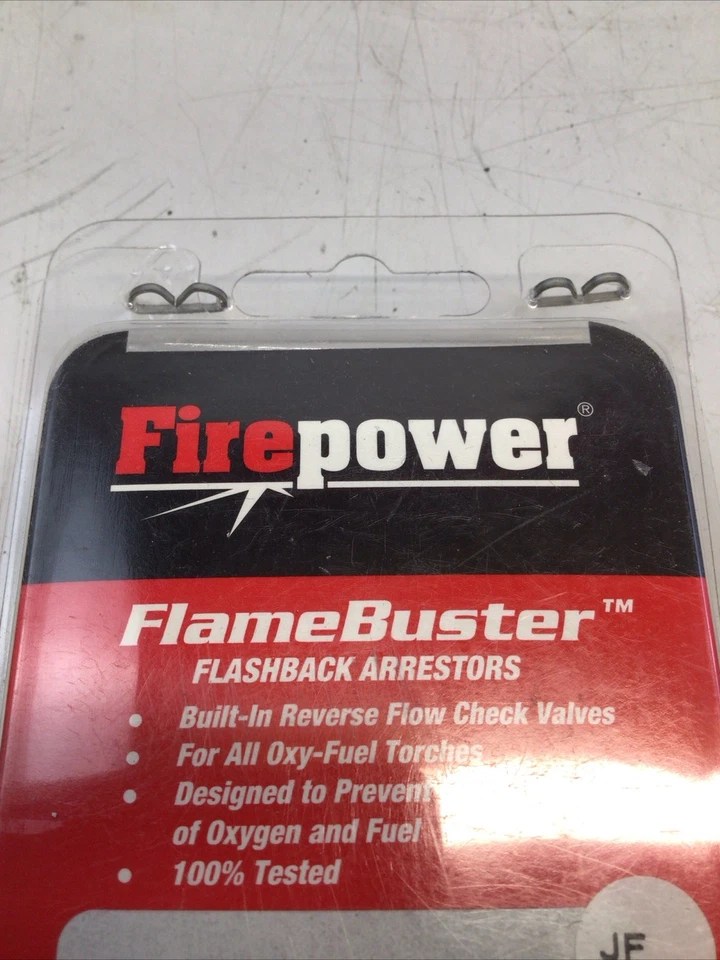 Firepower®
FlameBuster™
FLASHBACK ARRESTORS
• Built-In Reverse Flow Check Valves
• For All Oxy-Fuel Torches
• Designed to Prevent
of Oxygen and Fuel
• 100% Tested
JF